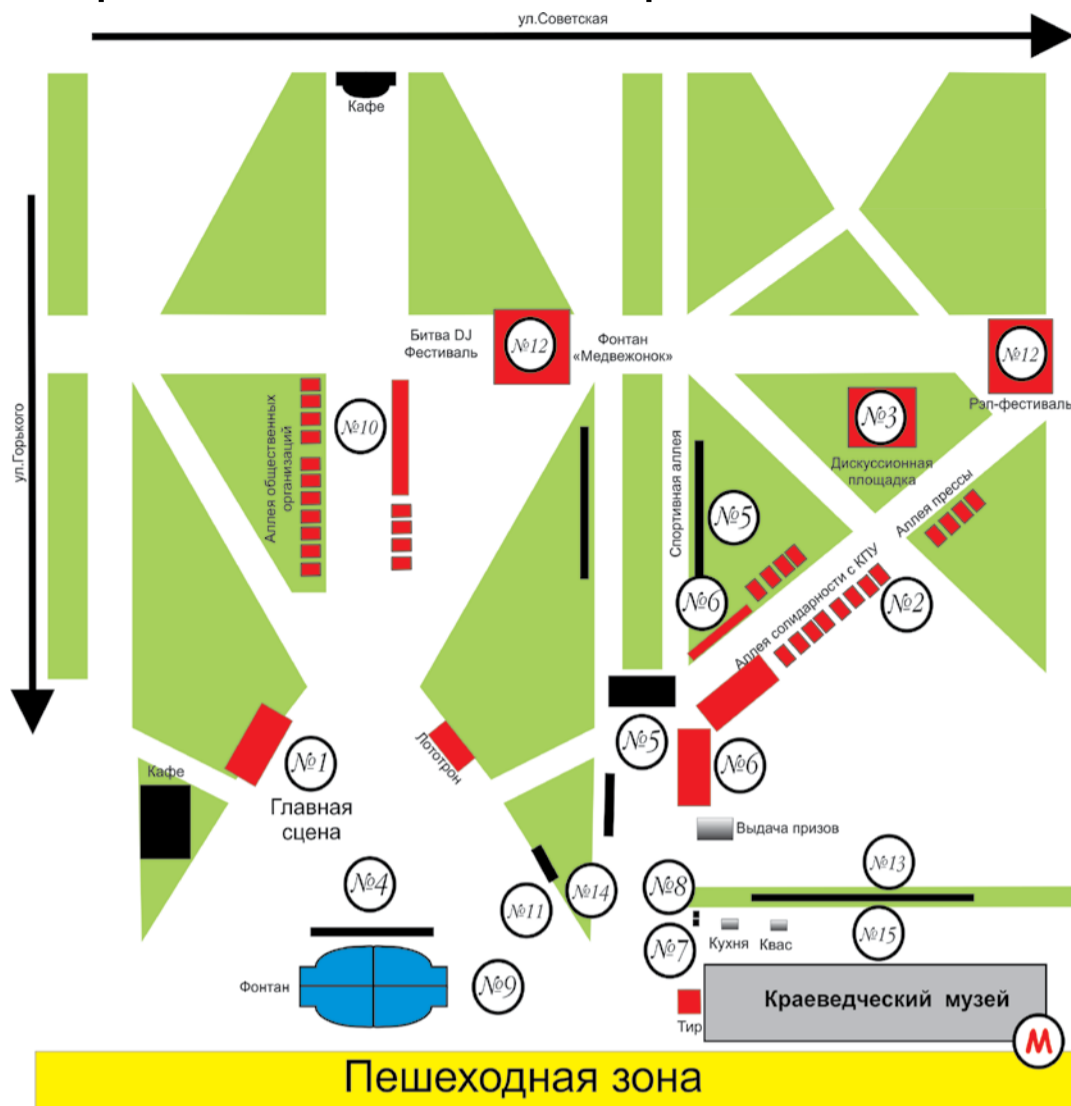 ул.Советская
Кафе
ул.Горького
Битва DJ
Фестиваль
№12
Фонтан
«Медвежонок»
№12
Рэп-фестиваль
№10
Аллея общественных
организаций
№3
Дискуссионная
площадка
Спортивная аллея
№5
Аллея прессы
№6
Аллея солидарности с КПУ
№2
№1
Главная
сцена
Лототрон
№5
№6
Кафе
Выдача призов
№4
№11
№14
№8
№13
№7
Кухня
Квас
№15
Фонтан
№9
Тир
Краеведческий музей
М
Пешеходная зона